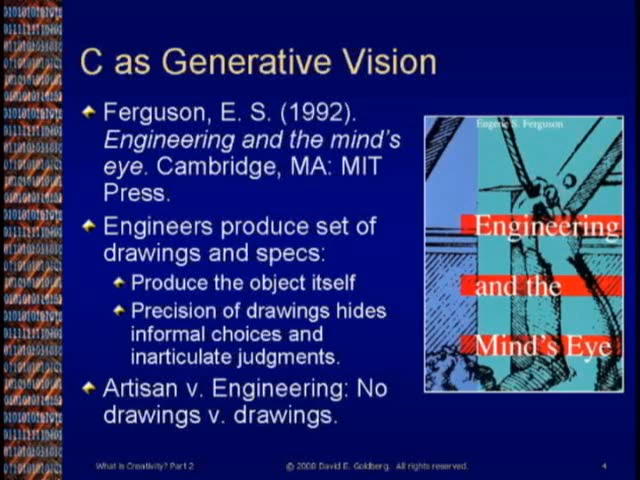 C as Generative Vision
Ferguson, E. S. (1992).
Engineering and the mind's
eye. Cambridge, MA: MIT
Press.
Engineers produce set of
drawings and specs:
Produce the object itself
Precision of drawings hides
informal choices and
inarticulate judgments.
Artisan v. Engineering: No
drawings v. drawings.
Eugene S. Ferguson
Engineering
and the
Mind's Eye
What is Creativity? Part 2
© 2008 David E. Goldberg. All rights reserved.
4